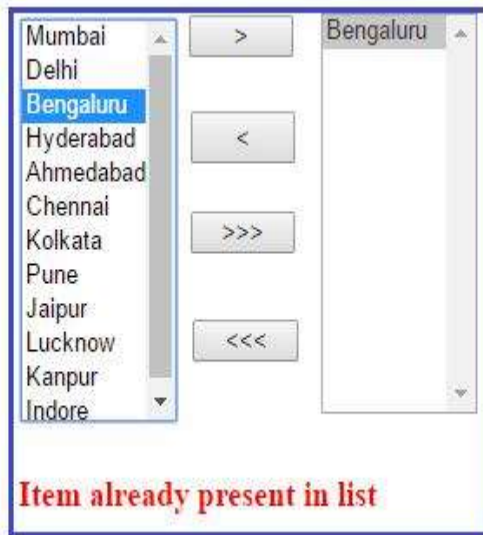 Mumbai
Delhi
Bengaluru
Hyderabad
Ahmedabad
Chennai
Kolkata
Pune
Jaipur
Lucknow
Kanpur
Indore
>
<
>>>
<<<
Bengaluru
Item already present in list